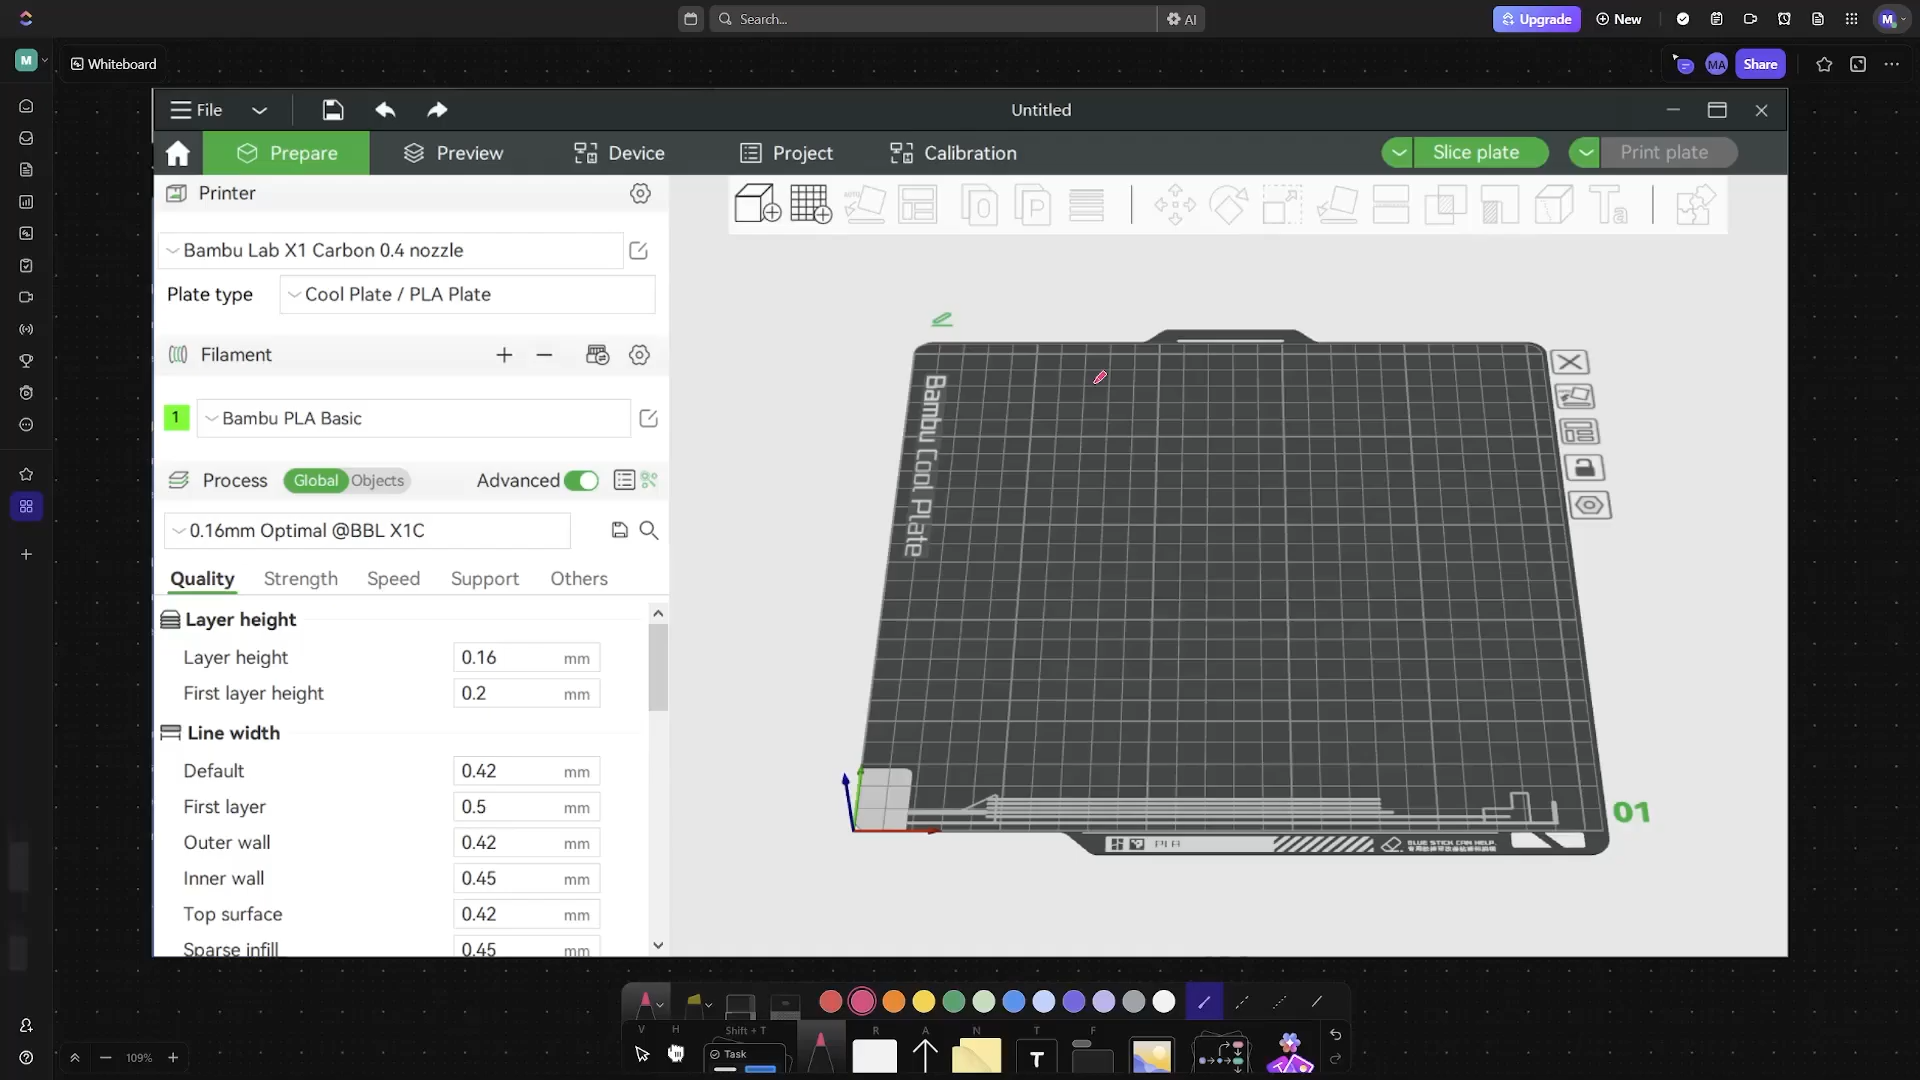 Search...
AI
Upgrade
New
M
M
Whiteboard
MA
Share
File
Untitled
Prepare
Preview
Device
Project
Calibration
Slice plate
Print plate
Printer
Bambu Lab X1 Carbon 0.4 nozzle
Plate type
Cool Plate / PLA Plate
Filament
1
Bambu PLA Basic
Process
Global
Objects
Advanced
0.16mm Optimal @BBL X1C
Quality
Strength
Speed
Support
Others
Layer height
Layer height 0.16 mm
First layer height 0.2 mm
Line width
Default 0.42 mm
First layer 0.5 mm
Outer wall 0.42 mm
Inner wall 0.45 mm
Top surface 0.42 mm
Sparse infill 0.45 mm
Bambu Cool Plate
01
PLA
GLUE STICK CAN HELP.
V
H
Shift + T
R
A
N
T
F
Task
T
109%